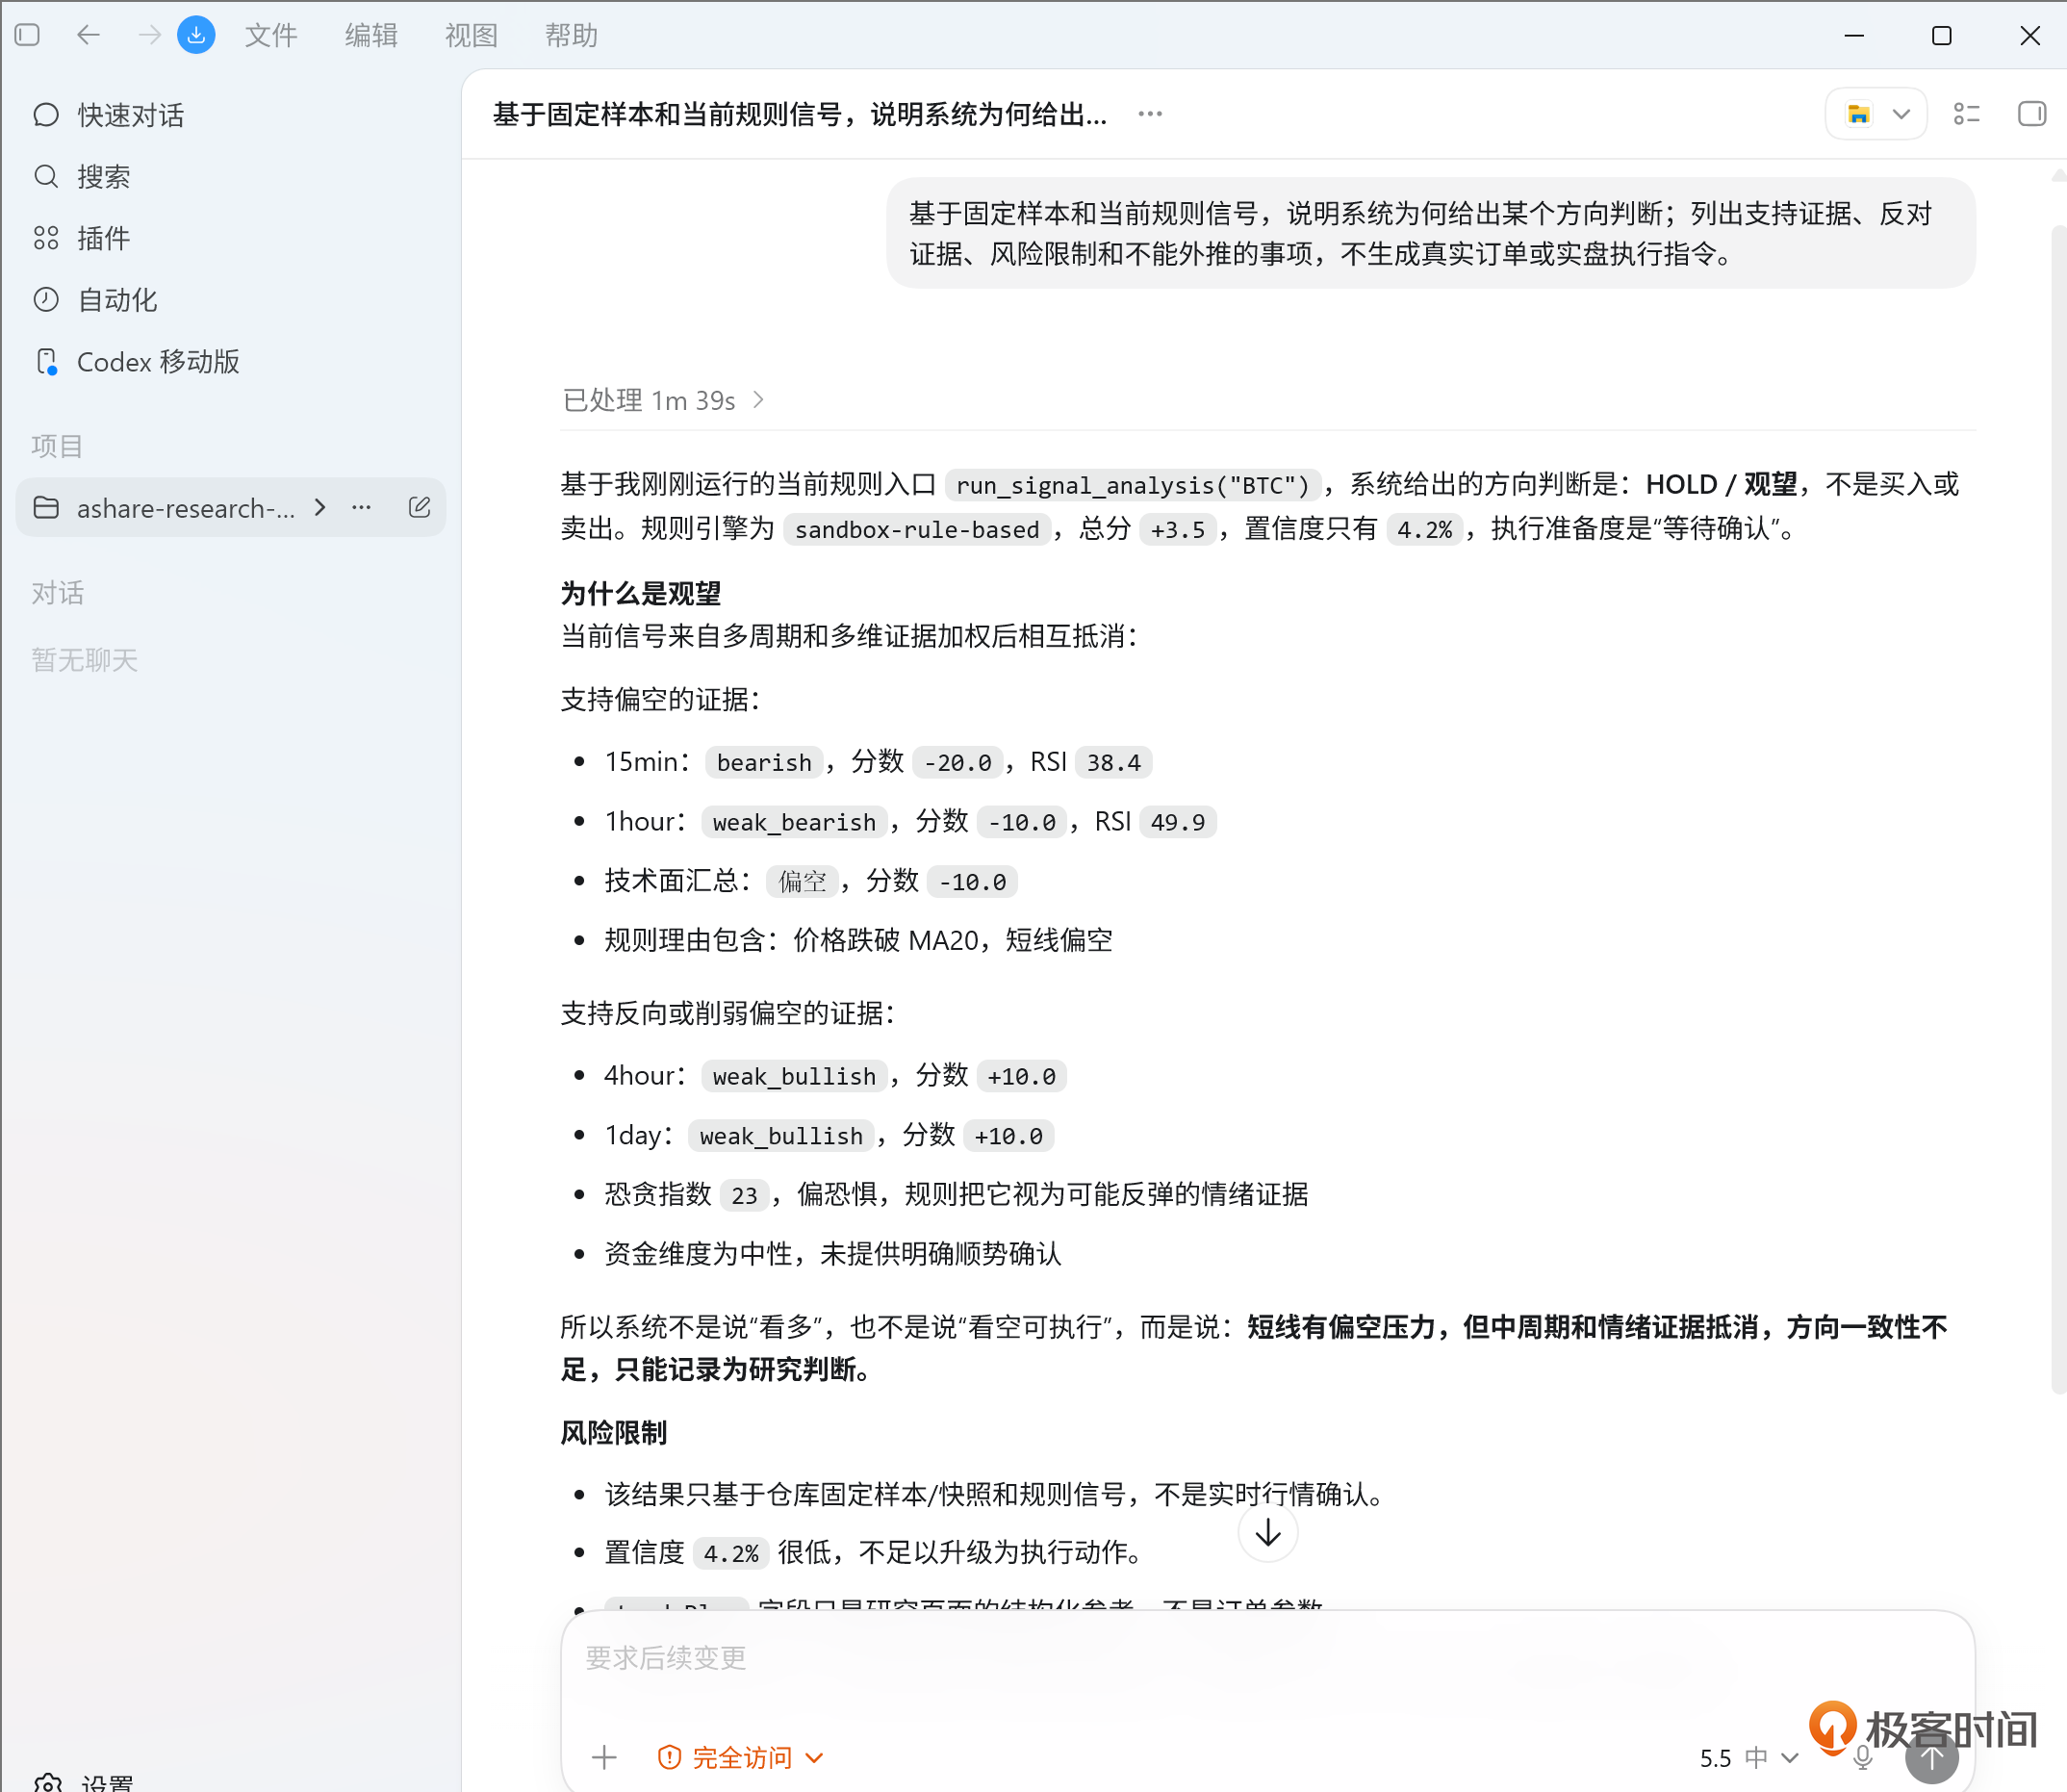 文件 编辑 视图 帮助
快速对话
搜索
插件
自动化
Codex 移动版
项目
ashare-research-...
对话
暂无聊天
设置
基于固定样本和当前规则信号，说明系统为何给出...
基于固定样本和当前规则信号，说明系统为何给出某个方向判断；列出支持证据、反对
证据、风险限制和不能外推的事项，不生成真实订单或实盘执行指令。
已处理 1m 39s
基于我刚刚运行的当前规则入口 run_signal_analysis("BTC")，系统给出的方向判断是：HOLD / 观望，不是买入或
卖出。规则引擎为 sandbox-rule-based，总分 +3.5，置信度只有 4.2%，执行准备度是“等待确认”。
为什么是观望
当前信号来自多周期和多维证据加权后相互抵消：
支持偏空的证据：
• 15min：bearish，分数 -20.0，RSI 38.4
• 1hour：weak_bearish，分数 -10.0，RSI 49.9
• 技术面汇总：偏空，分数 -10.0
• 规则理由包含：价格跌破 MA20，短线偏空
支持反向或削弱偏空的证据：
• 4hour：weak_bullish，分数 +10.0
• 1day：weak_bullish，分数 +10.0
• 恐贪指数 23，偏恐惧，规则把它视为可能反弹的情绪证据
• 资金维度为中性，未提供明确顺势确认
所以系统不是说“看多”，也不是说“看空可执行”，而是说：短线有偏空压力，但中周期和情绪证据抵消，方向一致性不
足，只能记录为研究判断。
风险限制
• 该结果只基于仓库固定样本/快照和规则信号，不是实时行情确认。
• 置信度 4.2% 很低，不足以升级为执行动作。
• 字段只是研究页面的结构化参考，不是订单参数
要求后续变更
完全访问
5.5 中
极客时间